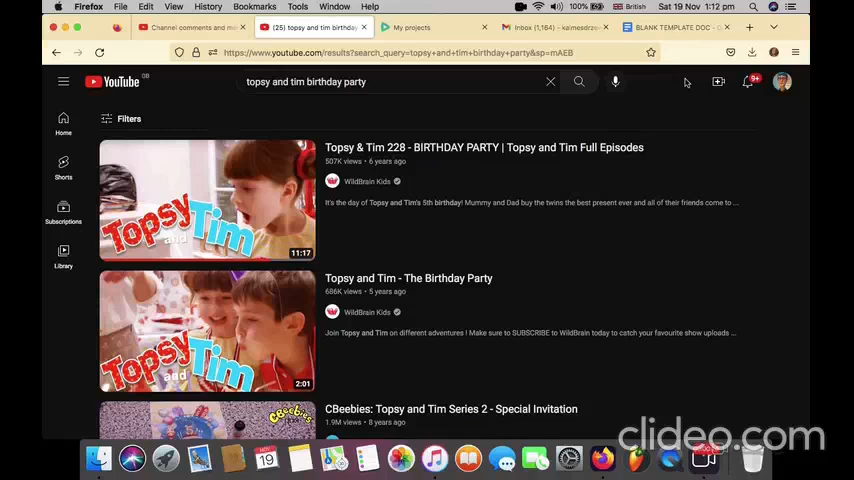 Firefox File Edit View History Bookmarks Tools Window Help 100% British Sat 19 Nov 1:12 pm
Channel comments and me
(25) topsy and tim birthday
My projects
Inbox (1,164) - kaimesdrze
BLANK TEMPLATE DOC - G
https://www.youtube.com/results?search_query=topsy+and+tim+birthday+party&sp=mAEB
YouTube GB
topsy and tim birthday party
9+
Home
Shorts
Subscriptions
Library
Filters
Topsy and Tim
11:17
Topsy & Tim 228 - BIRTHDAY PARTY | Topsy and Tim Full Episodes
507K views • 6 years ago
WildBrain Kids
It's the day of Topsy and Tim's 5th birthday! Mummy and Dad buy the twins the best present ever and all of their friends come to ...
Topsy and Tim
2:01
Topsy and Tim - The Birthday Party
686K views • 5 years ago
WildBrain Kids
Join Topsy and Tim on different adventures ! Make sure to SUBSCRIBE to WildBrain today to catch your favourite show uploads ...
CBeebies
CBeebies: Topsy and Tim Series 2 - Special Invitation
1.9M views • 8 years ago
NOV
19
clideo.com